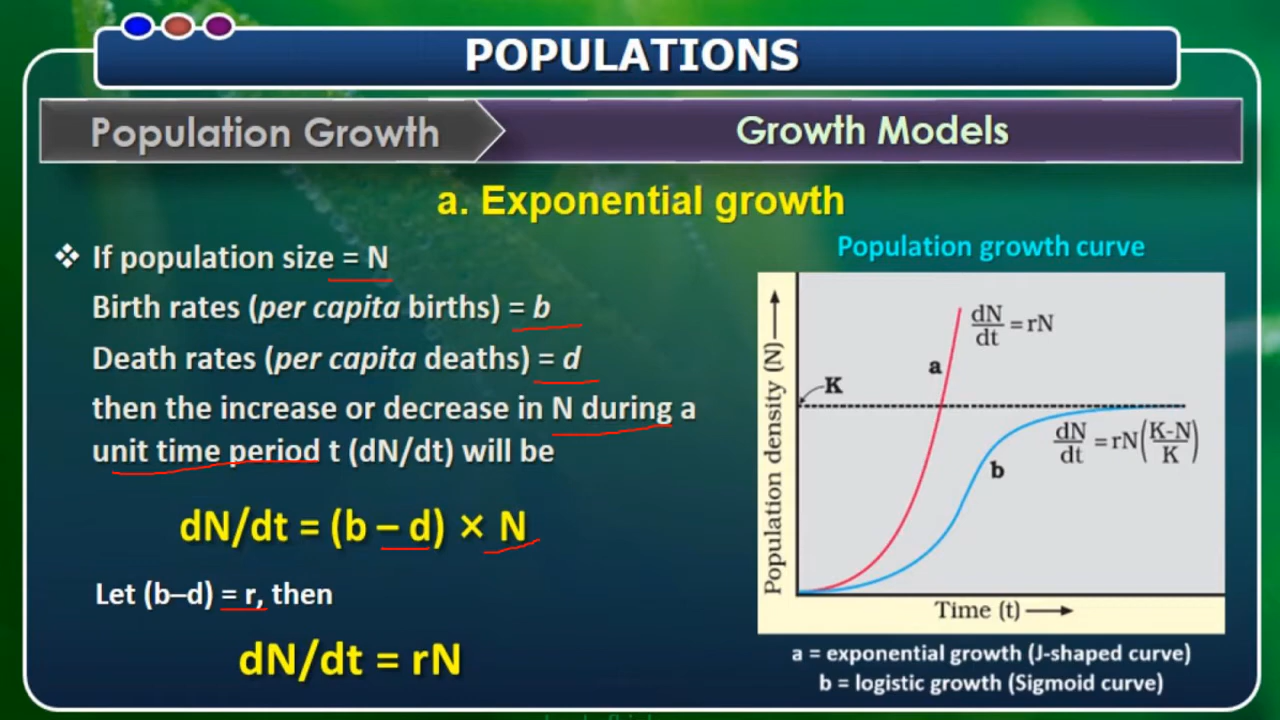 POPULATIONS
Population Growth
Growth Models
a. Exponential growth
❖ If population size = N
Birth rates (per capita births) = b
Death rates (per capita deaths) = d
then the increase or decrease in N during a
unit time period t (dN/dt) will be
dN/dt = (b – d) × N
Let (b–d) = r, then
dN/dt = rN
Population growth curve
Population density (N)
dN/dt = rN
a
K
dN/dt = rN(K-N/K)
b
Time (t)
a = exponential growth (J-shaped curve)
b = logistic growth (Sigmoid curve)